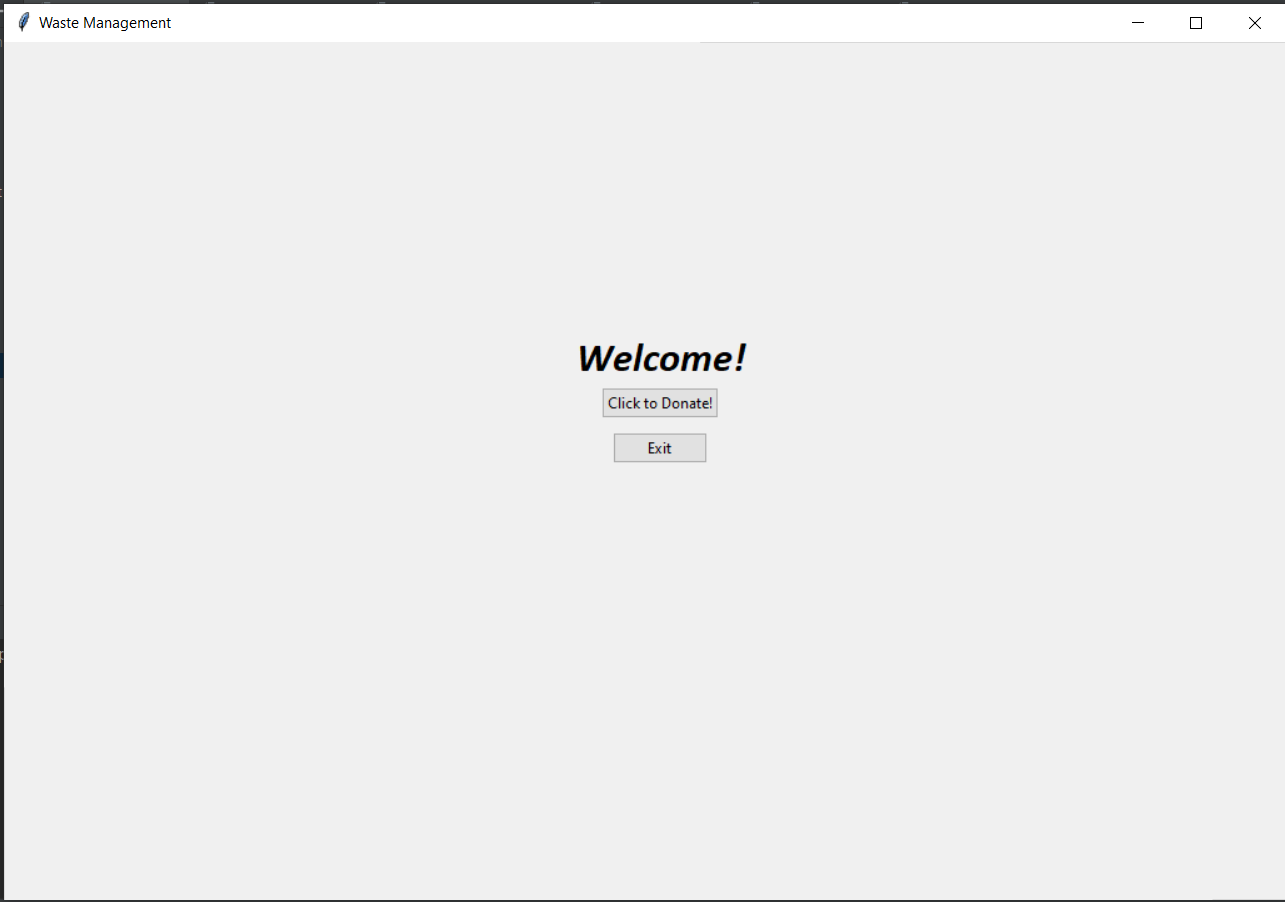 Waste Management
Welcome!
Click to Donate!
Exit